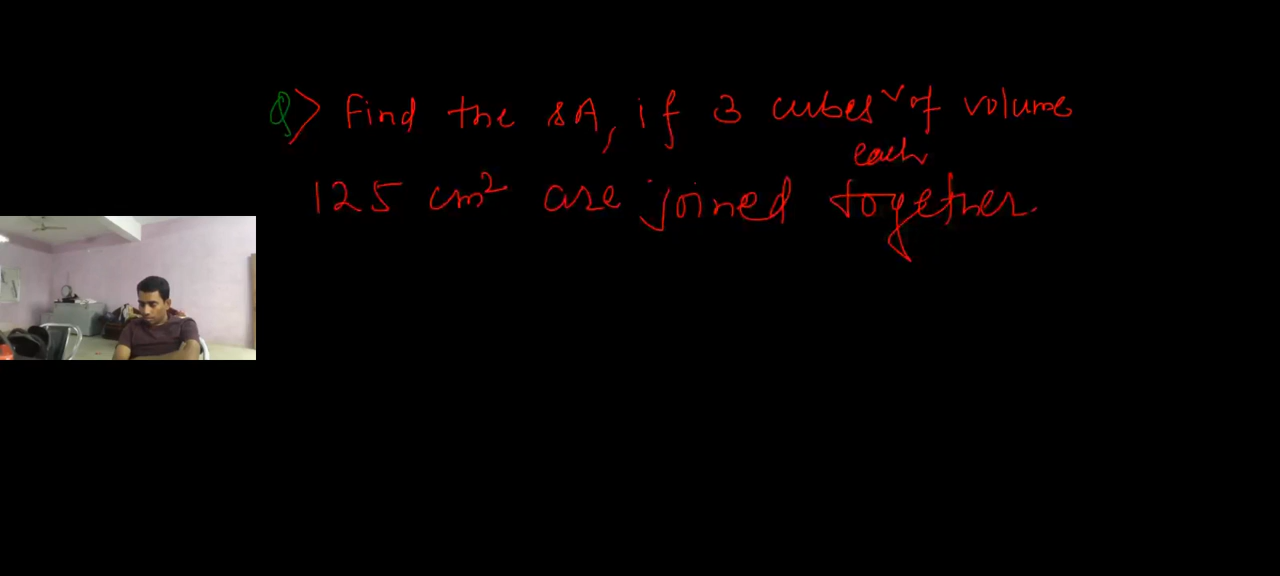 Q> Find the SA, if 3 cubes each of volume
125 cm² are joined together.